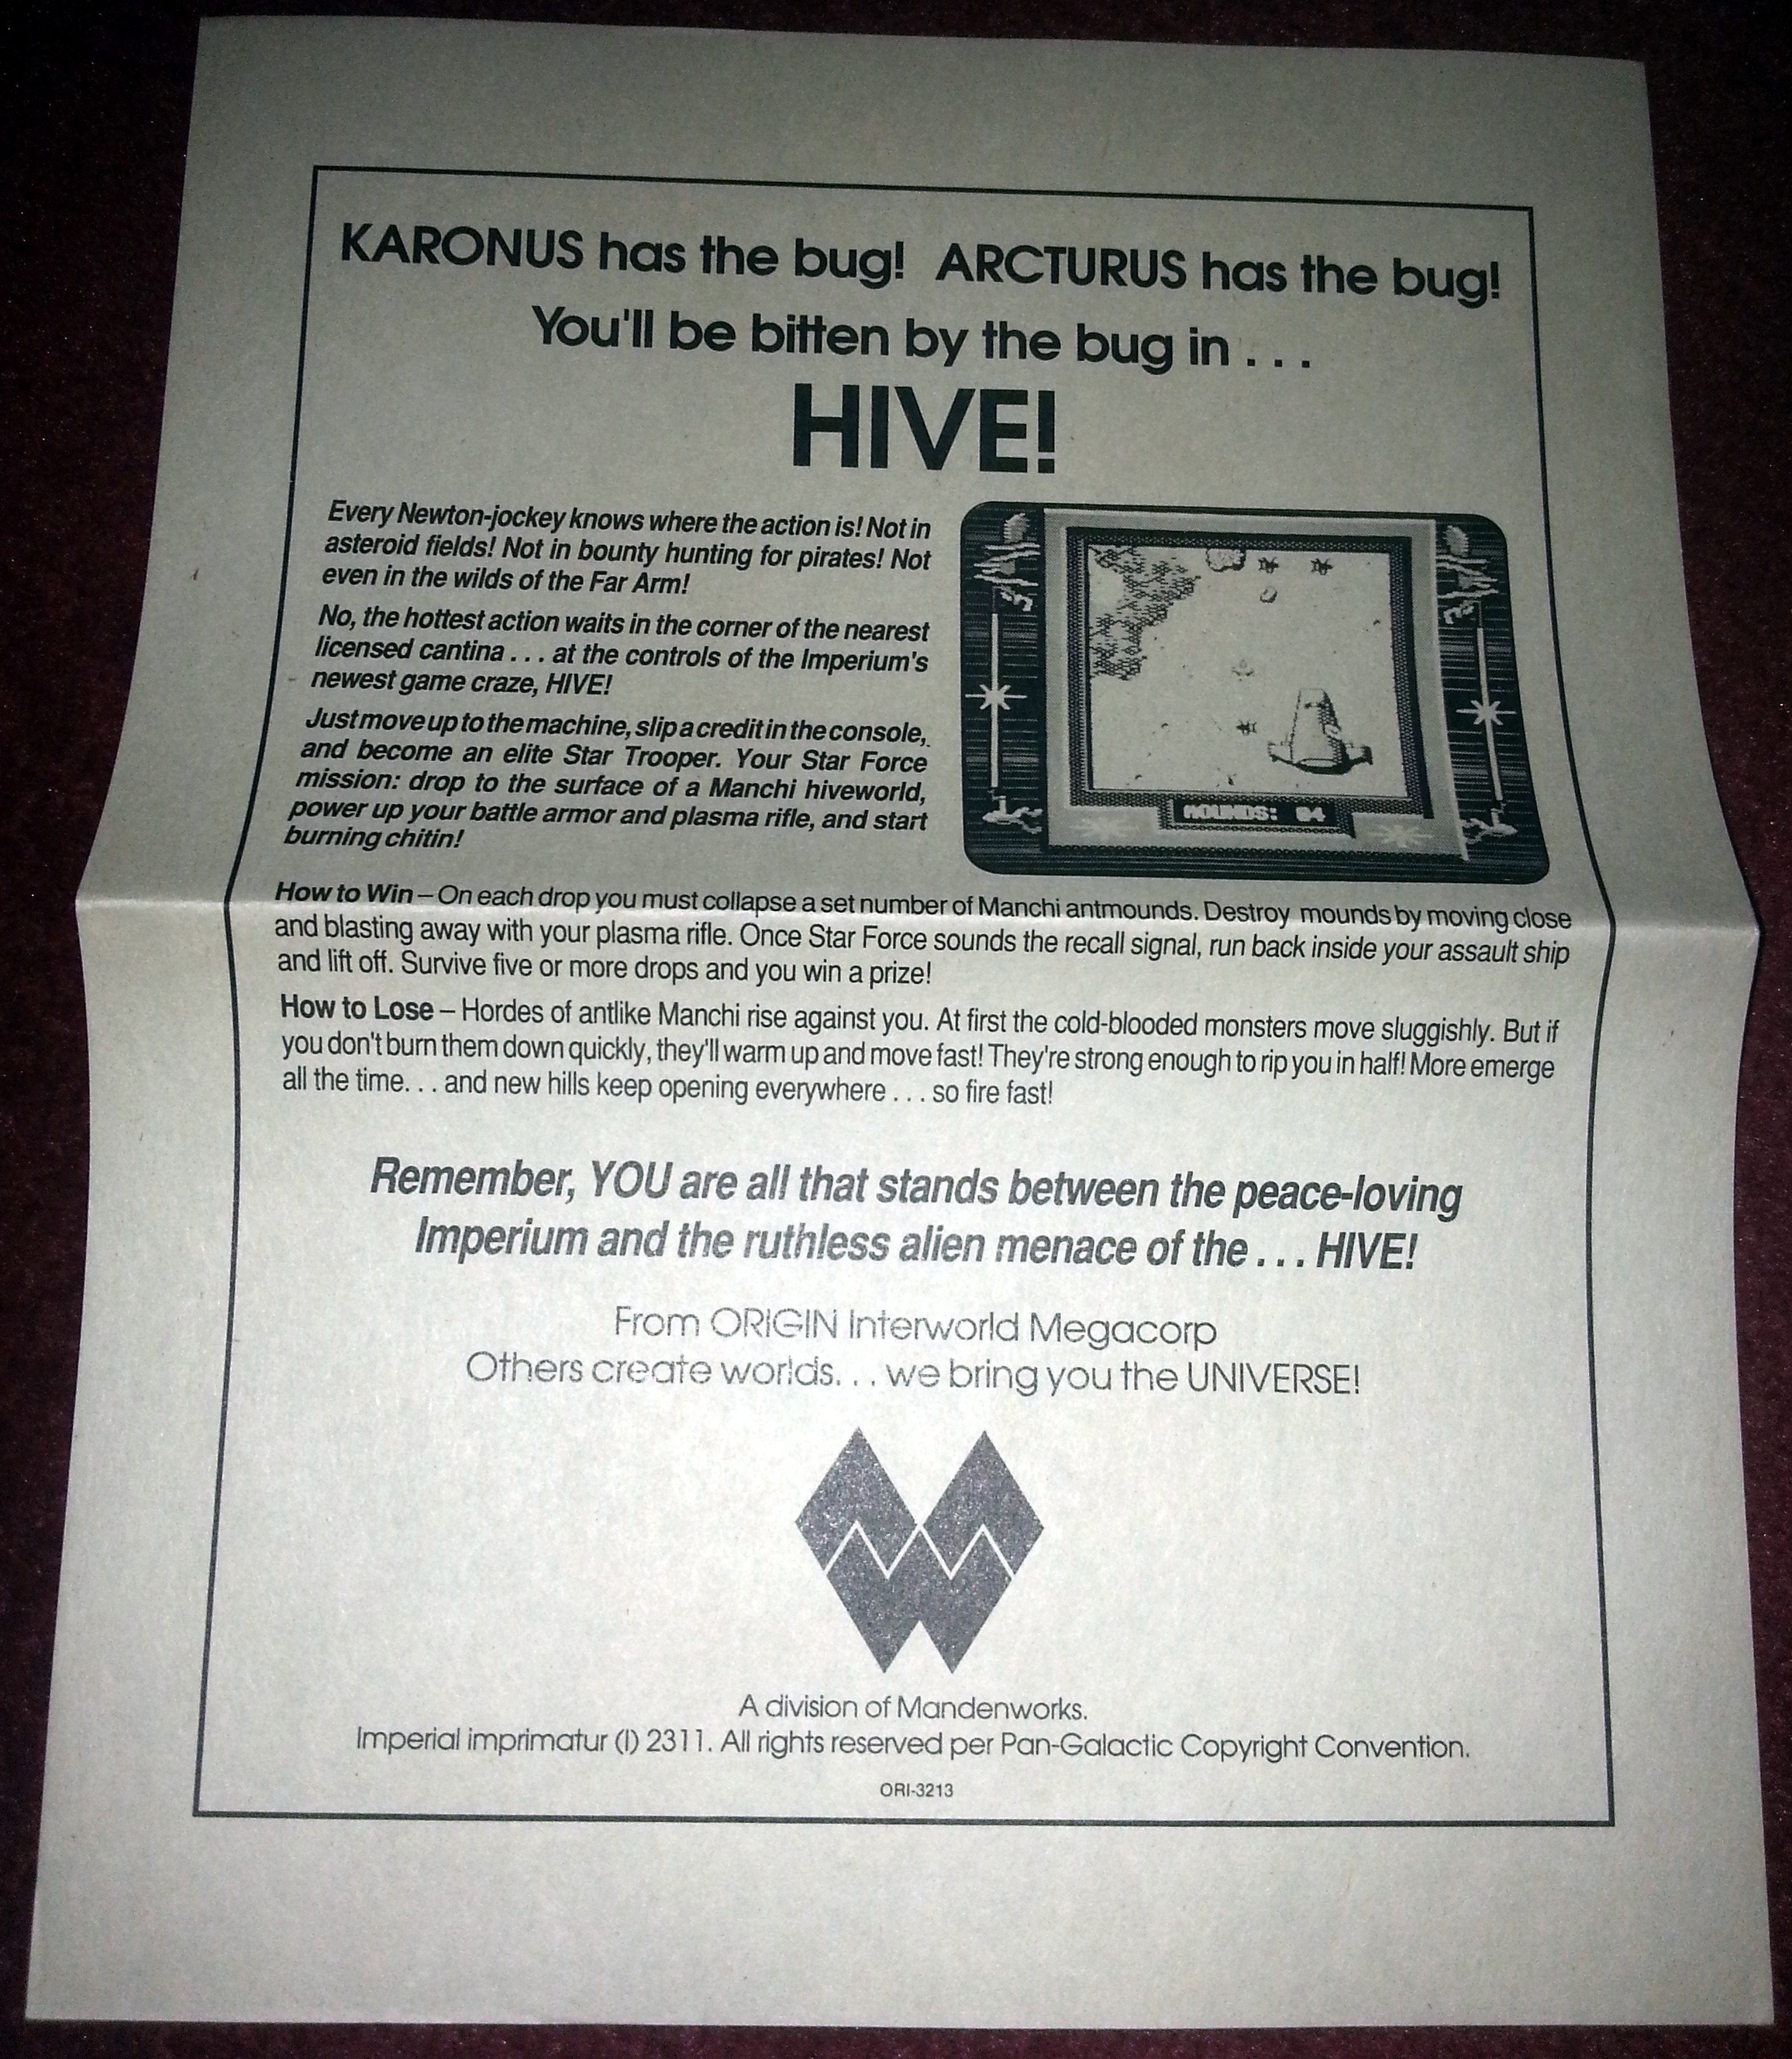 KARONUS has the bug! ARCTURUS has the bug!
You'll be bitten by the bug in . . .
HIVE!
Every Newton-jockey knows where the action is! Not in
asteroid fields! Not in bounty hunting for pirates! Not
even in the wilds of the Far Arm!
No, the hottest action waits in the corner of the nearest
licensed cantina . . . at the controls of the Imperium's
newest game craze, HIVE!
Just move up to the machine, slip a credit in the console,
and become an elite Star Trooper. Your Star Force
mission: drop to the surface of a Manchi hiveworld,
power up your battle armor and plasma rifle, and start
burning chitin!
MOUNDS: 04
How to Win – On each drop you must collapse a set number of Manchi antmounds. Destroy mounds by moving close
and blasting away with your plasma rifle. Once Star Force sounds the recall signal, run back inside your assault ship
and lift off. Survive five or more drops and you win a prize!
How to Lose – Hordes of antlike Manchi rise against you. At first the cold-blooded monsters move sluggishly. But if
you don't burn them down quickly, they'll warm up and move fast! They're strong enough to rip you in half! More emerge
all the time. . . and new hills keep opening everywhere . . . so fire fast!
Remember, YOU are all that stands between the peace-loving
Imperium and the ruthless alien menace of the . . . HIVE!
From ORIGIN Interworld Megacorp
Others create worlds. . . we bring you the UNIVERSE!
A division of Mandenworks.
Imperial imprimatur (I) 2311. All rights reserved per Pan-Galactic Copyright Convention.
ORI-3213